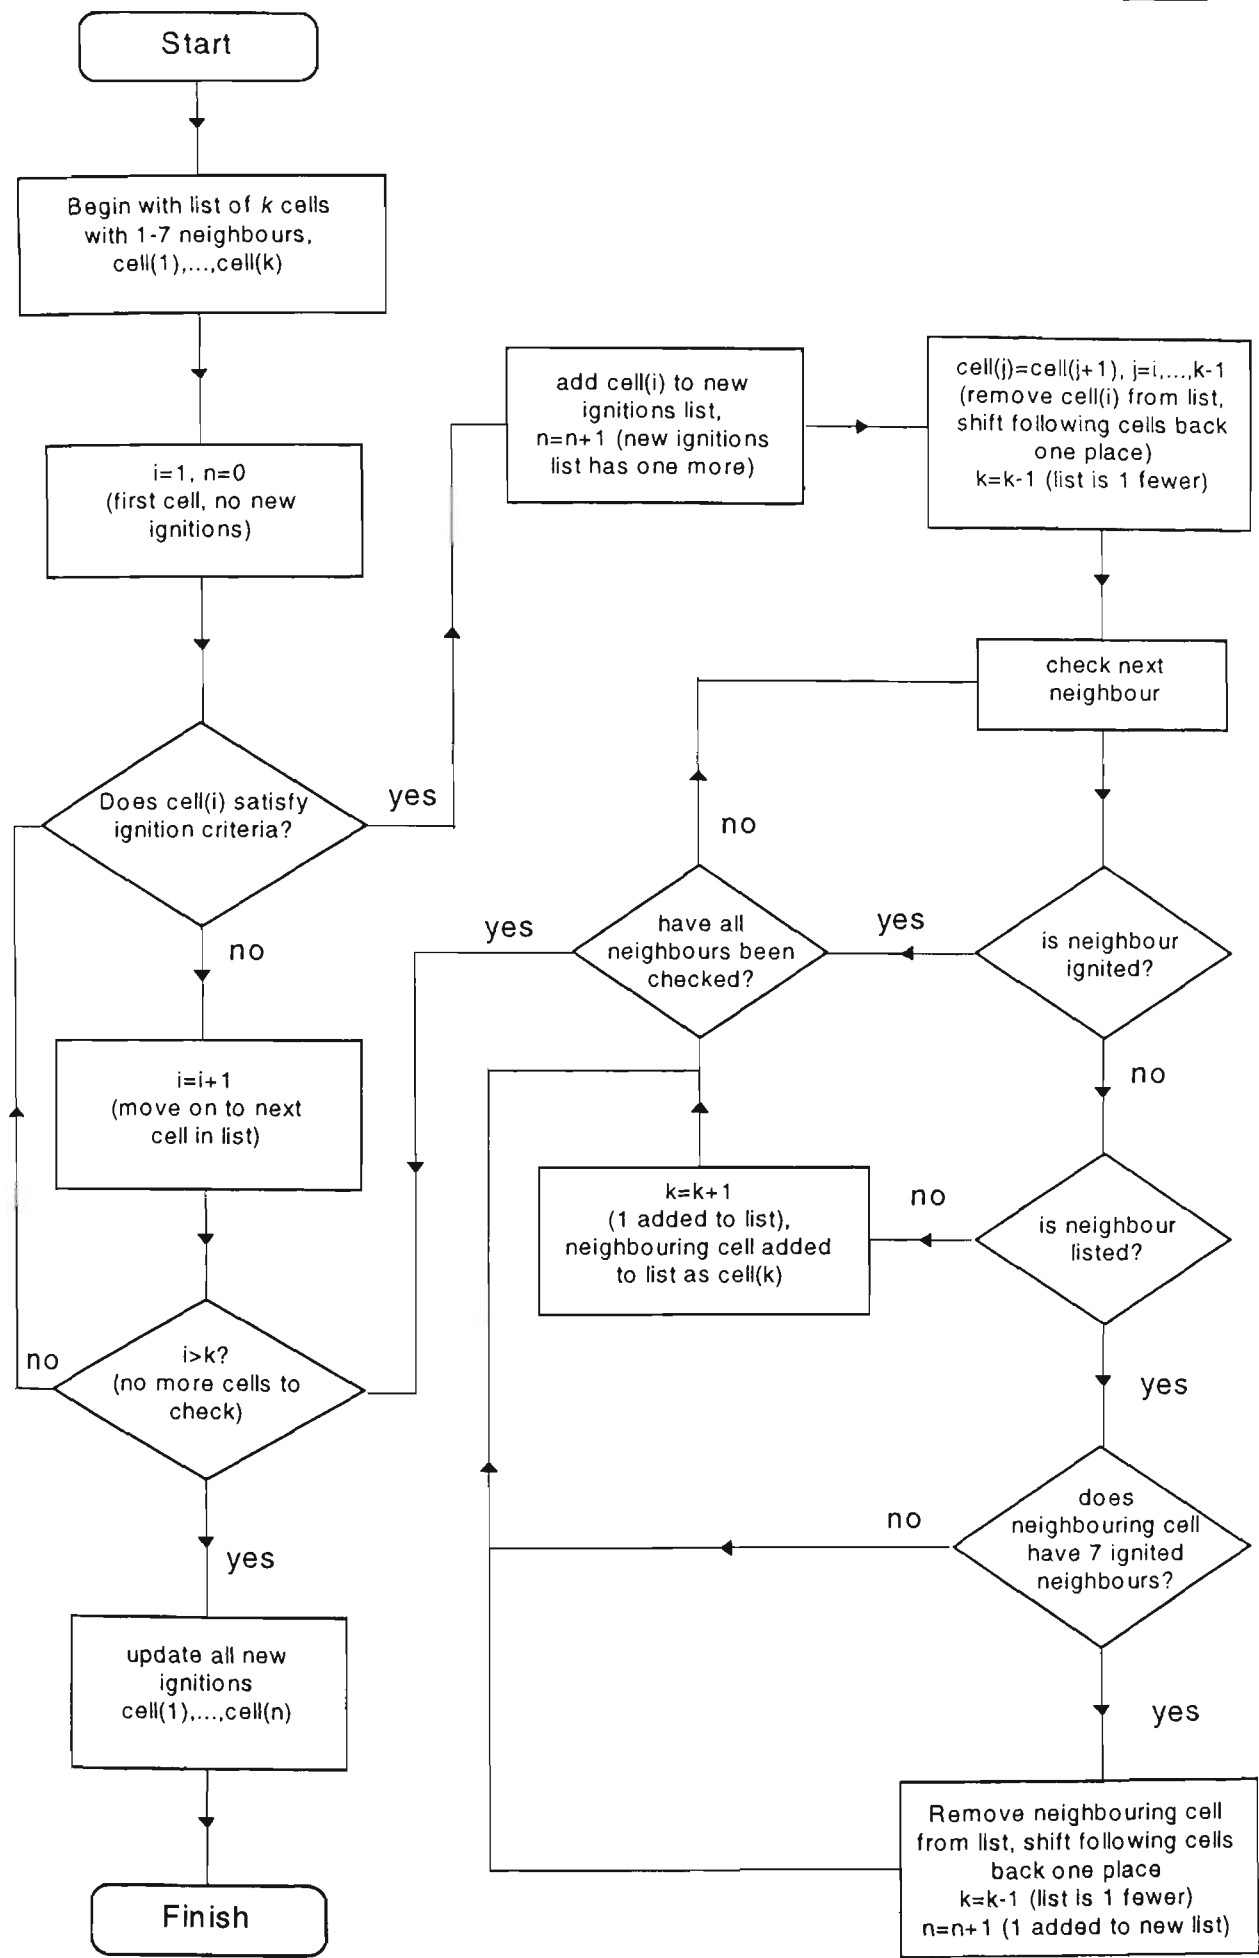 Start
Begin with list of k cells
with 1-7 neighbours,
cell(1),...,cell(k)
i=1, n=0
(first cell, no new
ignitions)
Does cell(i) satisfy
ignition criteria?
yes
no
i=i+1
(move on to next
cell in list)
i>k?
(no more cells to
check)
no
yes
update all new
ignitions
cell(1),...,cell(n)
Finish
add cell(i) to new
ignitions list,
n=n+1 (new ignitions
list has one more)
cell(j)=cell(j+1), j=i,...,k-1
(remove cell(i) from list,
shift following cells back
one place)
k=k-1 (list is 1 fewer)
check next
neighbour
is neighbour
ignited?
yes
no
have all
neighbours been
checked?
no
yes
is neighbour
listed?
no
yes
k=k+1
(1 added to list),
neighbouring cell added
to list as cell(k)
does
neighbouring cell
have 7 ignited
neighbours?
no
yes
Remove neighbouring cell
from list, shift following cells
back one place
k=k-1 (list is 1 fewer)
n=n+1 (1 added to new list)